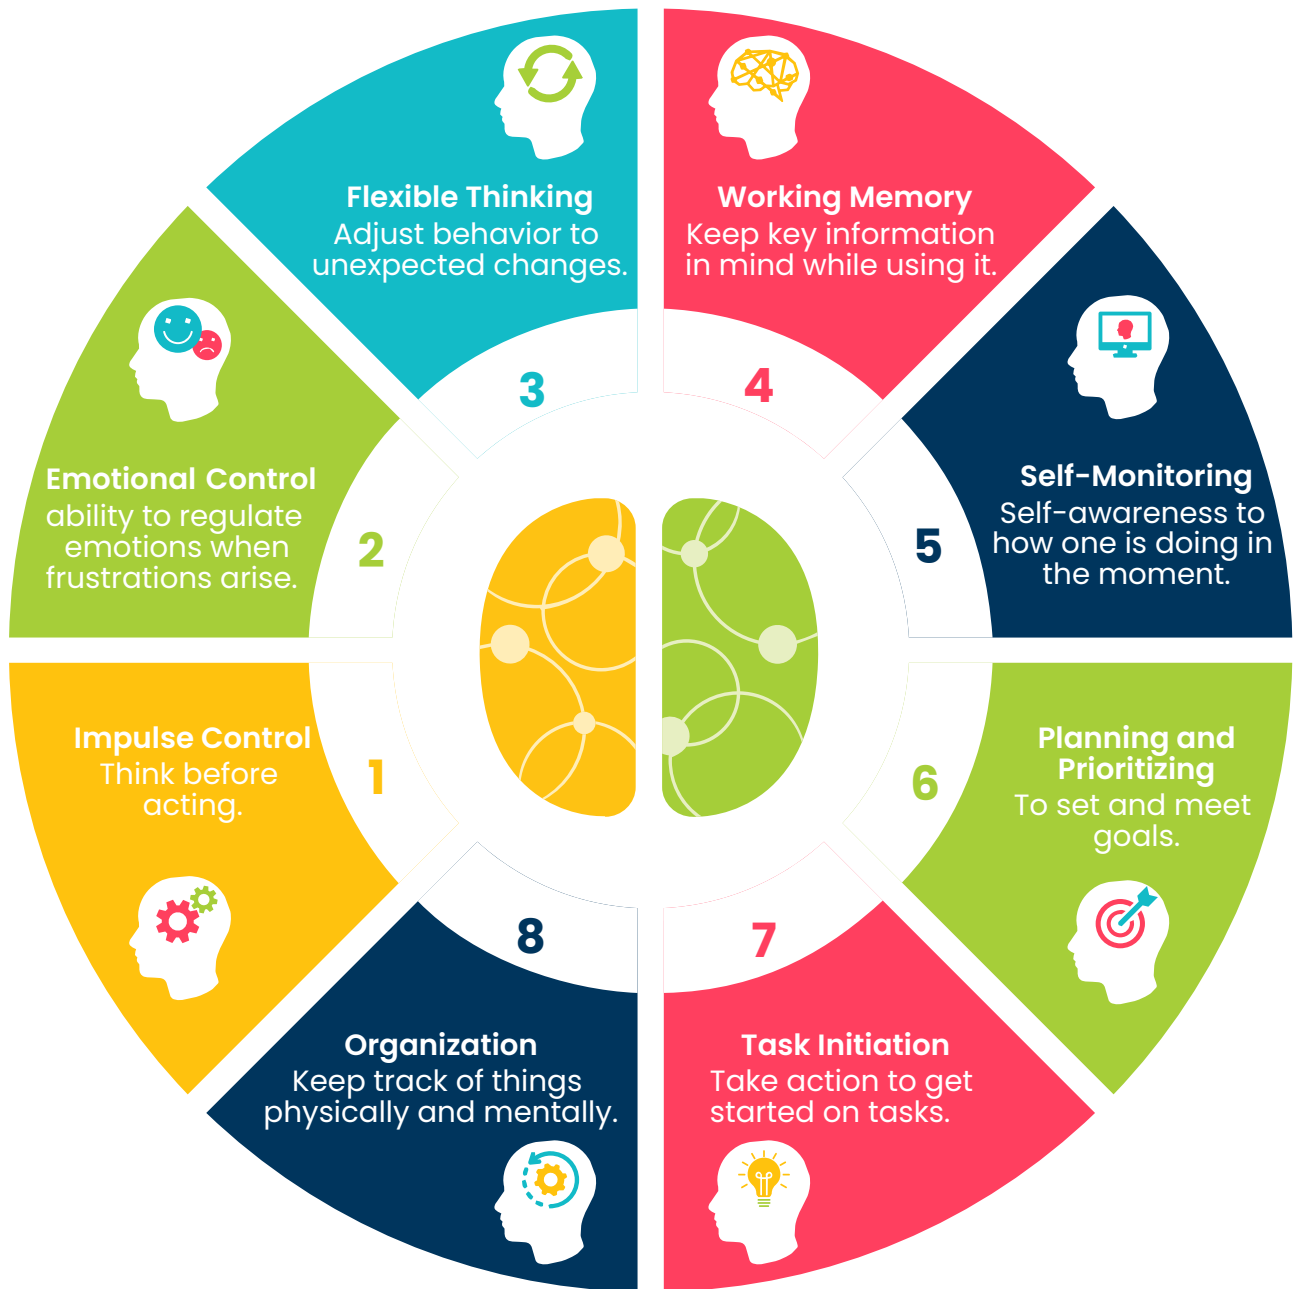 Flexible Thinking
Adjust behavior to
unexpected changes.
3
Working Memory
Keep key information
in mind while using it.
4
Emotional Control
ability to regulate
emotions when
frustrations arise.
2
Self-Monitoring
Self-awareness to
how one is doing in
the moment.
5
Impulse Control
Think before
acting.
1
Planning and
Prioritizing
To set and meet
goals.
6
Organization
Keep track of things
physically and mentally.
8
Task Initiation
Take action to get
started on tasks.
7